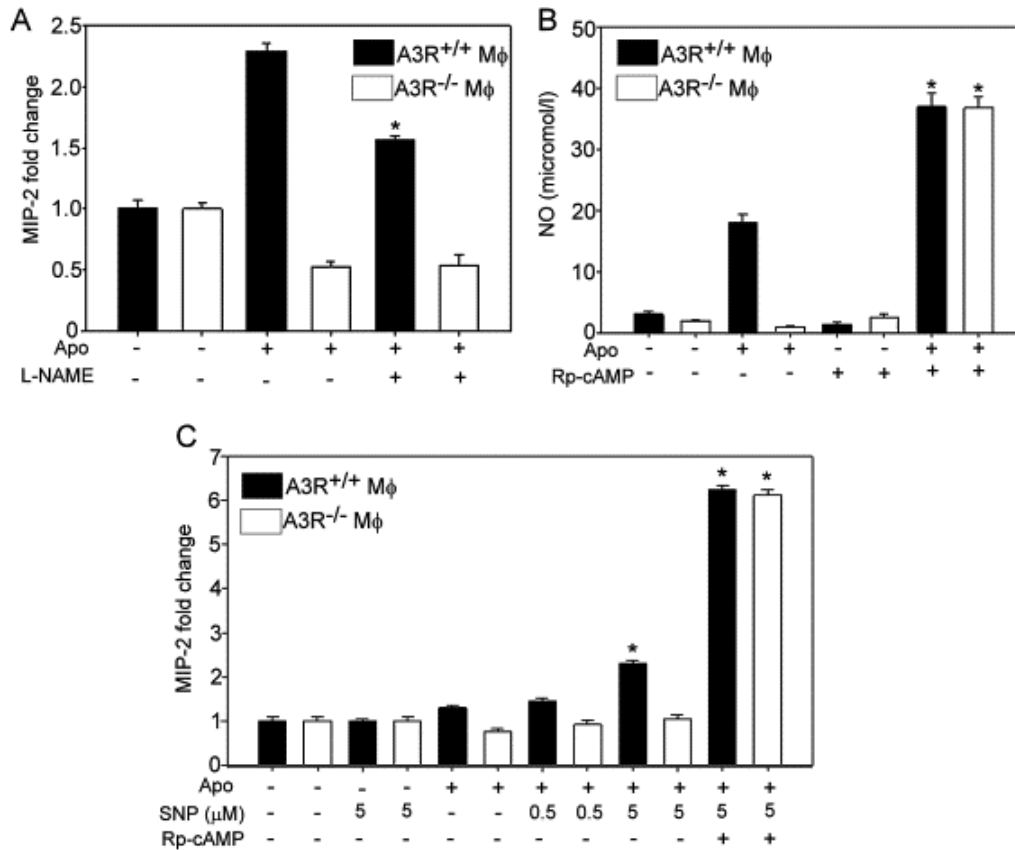 A
MIP-2 fold change
2.5
2.0
1.5
1.0
0.5
0
A3R+/+ Mϕ
A3R-/- Mϕ
*
Apo - - + + + +
L-NAME - - - - + +
B
NO (micromol/l)
50
40
30
20
10
0
A3R+/+ Mϕ
A3R-/- Mϕ
* *
Apo - - + + - - + +
Rp-cAMP - - - - + + + +
C
MIP-2 fold change
7
6
5
4
3
2
1
0
A3R+/+ Mϕ
A3R-/- Mϕ
* * *
Apo - - - - + + + + + + + +
SNP (μM) - - 5 5 - - 0.5 0.5 5 5 5 5
Rp-cAMP - - - - - - - - - - + +